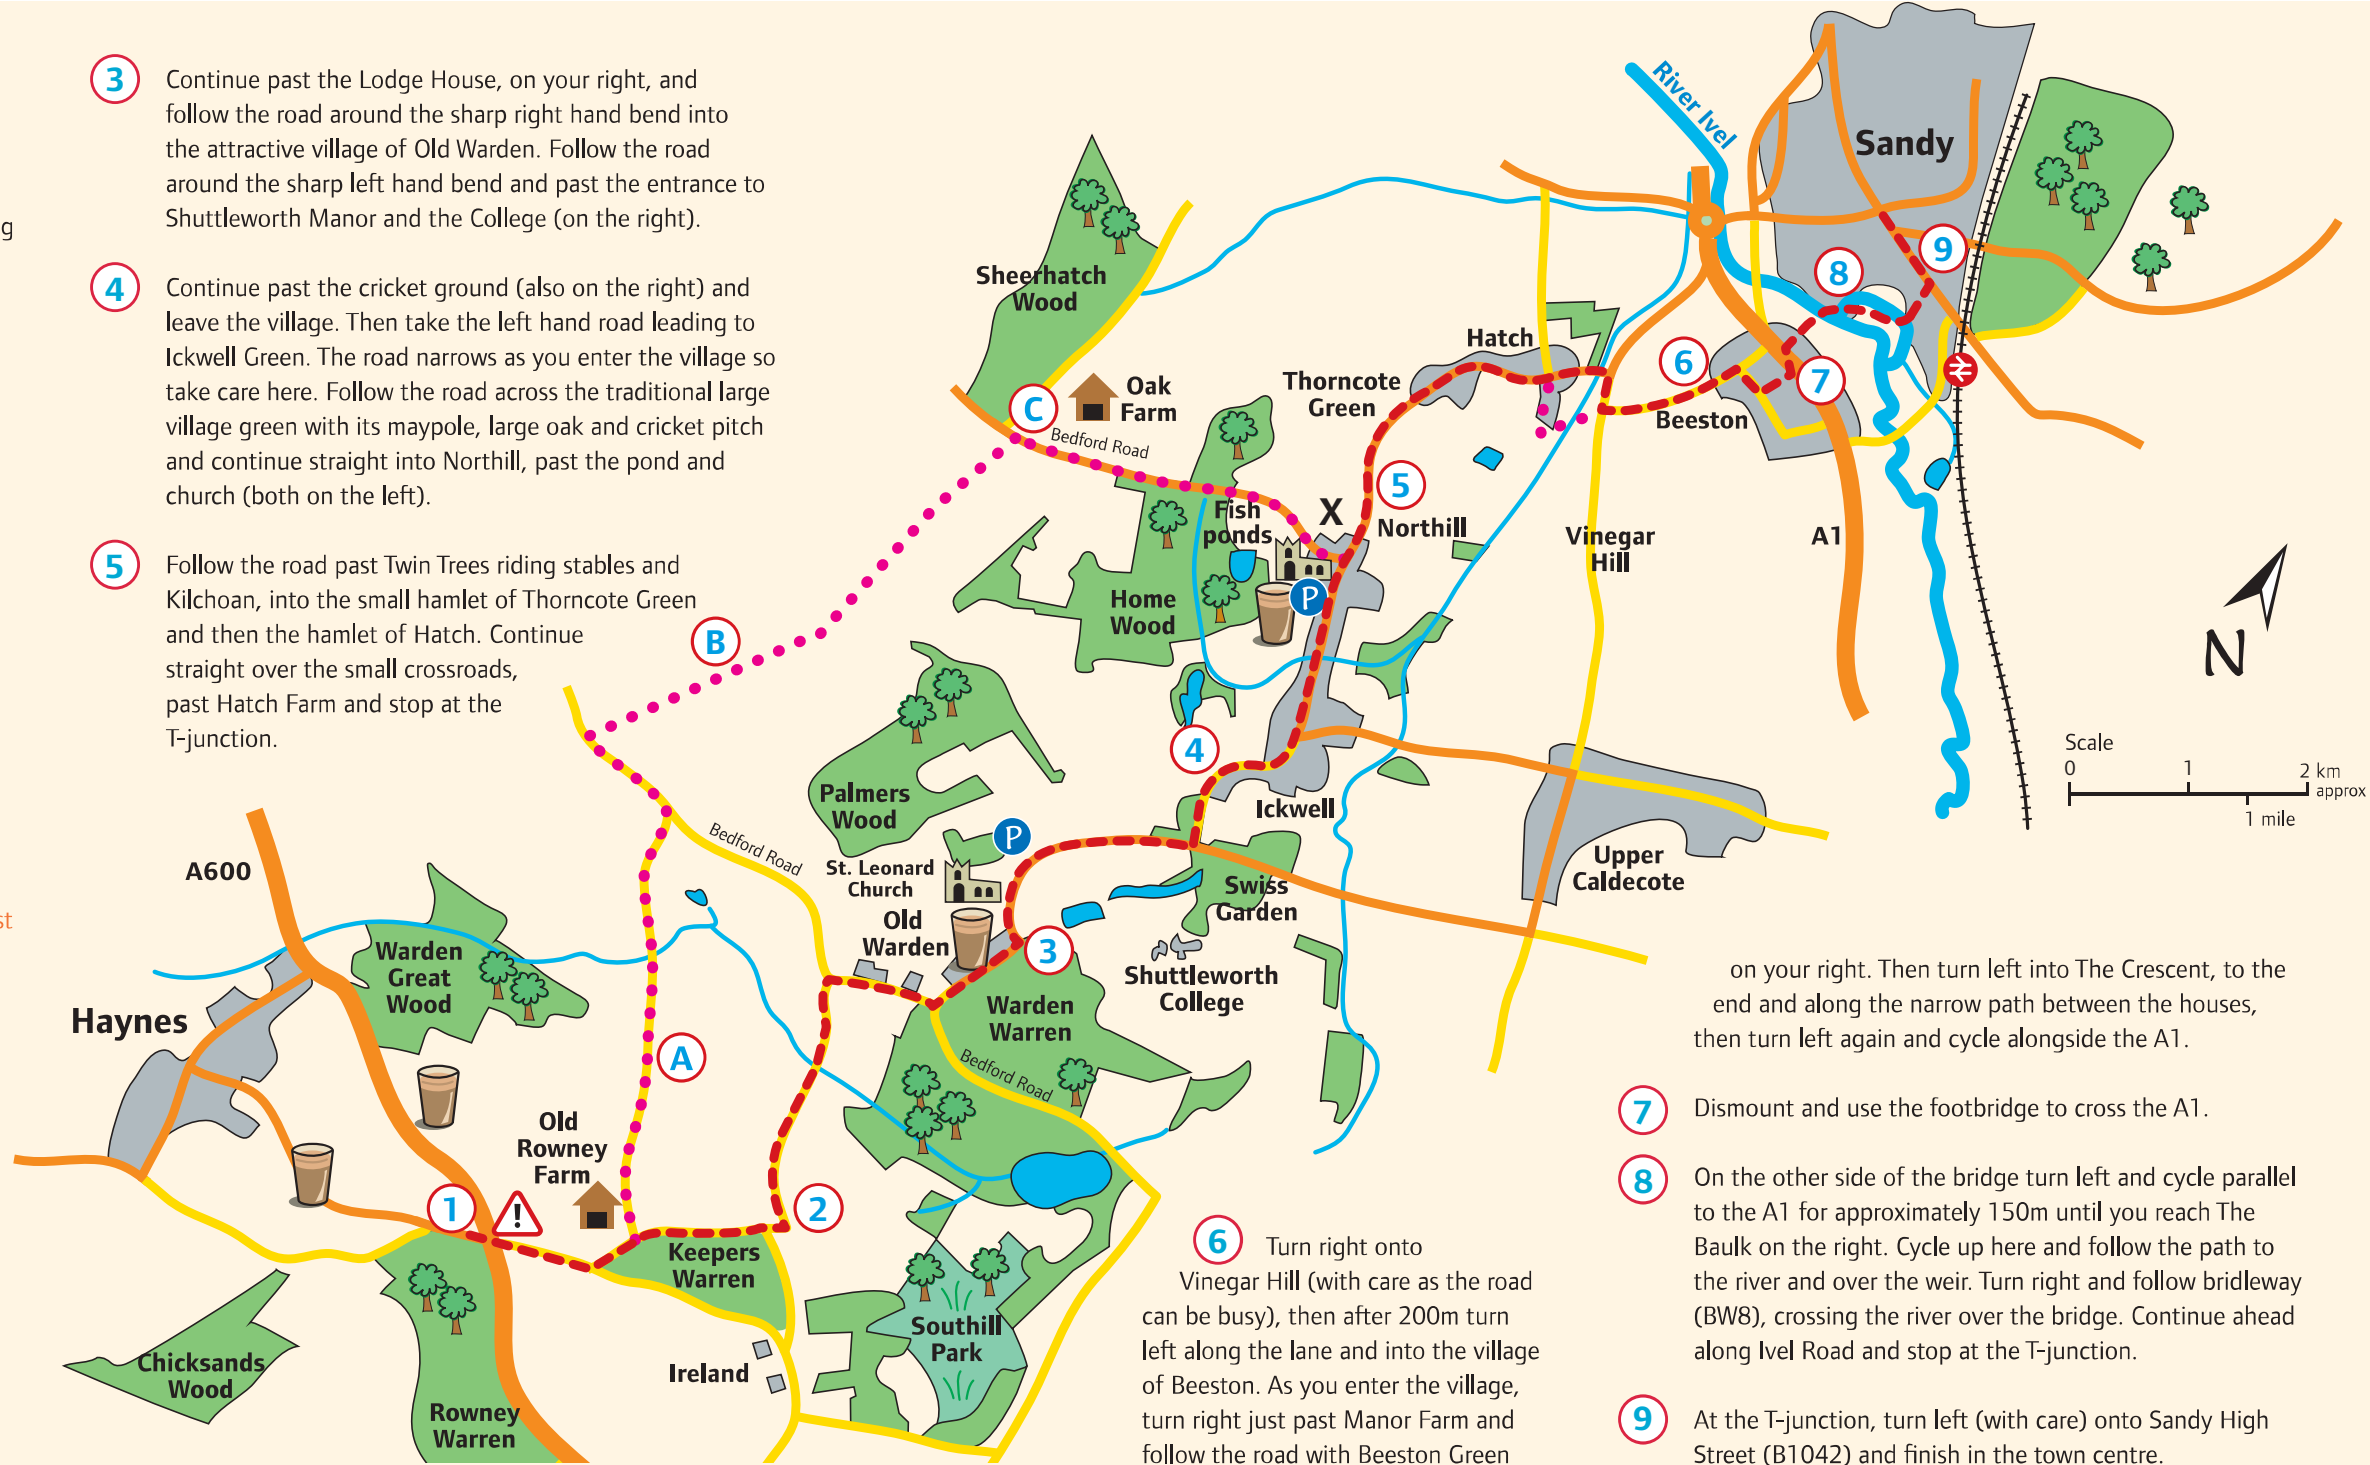 g
st
3
Continue past the Lodge House, on your right, and
follow the road around the sharp right hand bend into
the attractive village of Old Warden. Follow the road
around the sharp left hand bend and past the entrance to
Shuttleworth Manor and the College (on the right).
4
Continue past the cricket ground (also on the right) and
leave the village. Then take the left hand road leading to
Ickwell Green. The road narrows as you enter the village so
take care here. Follow the road across the traditional large
village green with its maypole, large oak and cricket pitch
and continue straight into Northill, past the pond and
church (both on the left).
5
Follow the road past Twin Trees riding stables and
Kilchoan, into the small hamlet of Thorncote Green
and then the hamlet of Hatch. Continue
straight over the small crossroads,
past Hatch Farm and stop at the
T-junction.
6
Turn right onto
Vinegar Hill (with care as the road
can be busy), then after 200m turn
left along the lane and into the village
of Beeston. As you enter the village,
turn right just past Manor Farm and
follow the road with Beeston Green
on your right. Then turn left into The Crescent, to the
end and along the narrow path between the houses,
then turn left again and cycle alongside the A1.
7
Dismount and use the footbridge to cross the A1.
8
On the other side of the bridge turn left and cycle parallel
to the A1 for approximately 150m until you reach The
Baulk on the right. Cycle up here and follow the path to
the river and over the weir. Turn right and follow bridleway
(BW8), crossing the river over the bridge. Continue ahead
along Ivel Road and stop at the T-junction.
9
At the T-junction, turn left (with care) onto Sandy High
Street (B1042) and finish in the town centre.
River Ivel
Sandy
9
8
Sheerhatch
Wood
Hatch
6
7
Thorncote
Green
Beeston
C
Oak
Farm
Bedford Road
5
X
Northill
Fish
ponds
P
Vinegar
Hill
A1
Home
Wood
B
N
Scale
0
1
2 km
approx
1 mile
4
Ickwell
Palmers
Wood
P
Bedford Road
Upper
Caldecote
A600
St. Leonard
Church
Swiss
Garden
Old
Warden
3
Warden
Great
Wood
Shuttleworth
College
Warden
Warren
Haynes
A
Bedford Road
Old
Rowney
Farm
1
!
2
Keepers
Warren
Southill
Park
Ireland
Chicksands
Wood
Rowney
Warren